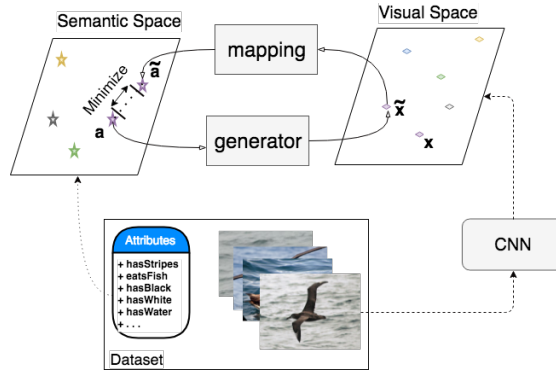 Semantic Space
Visual Space
mapping
ã
Minimize
. . .
a
generator
x̃
x
CNN
Attributes
+ hasStripes
+ eatsFish
+ hasBlack
+ hasWhite
+ hasWater
+ . . .
Dataset